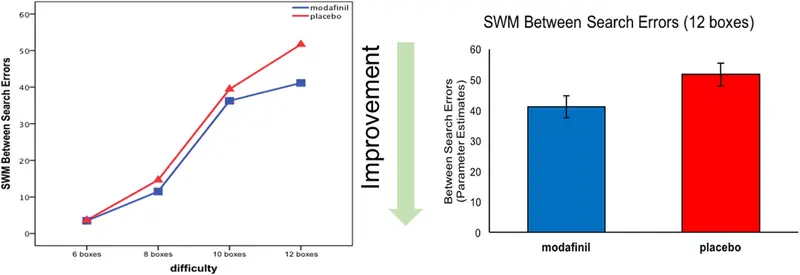 modafinil
placebo
60
50
40
30
20
10
0
SWM Between Search Errors
6 boxes 8 boxes 10 boxes 12 boxes
difficulty
Improvement
SWM Between Search Errors (12 boxes)
60
50
40
30
20
10
0
Between Search Errors
(Parameter Estimates)
modafinil placebo